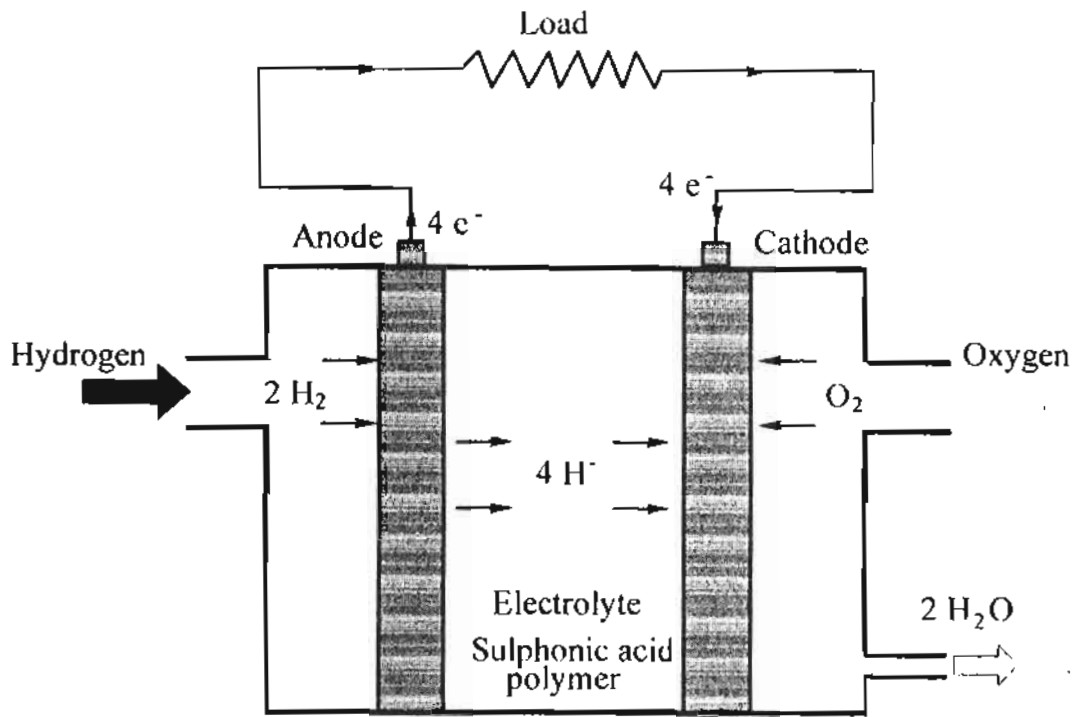 Load
4 e⁻
4 e⁻
Anode
Cathode
Hydrogen
Oxygen
2 H₂
O₂
4 H⁻
Electrolyte
Sulphonic acid
polymer
2 H₂O